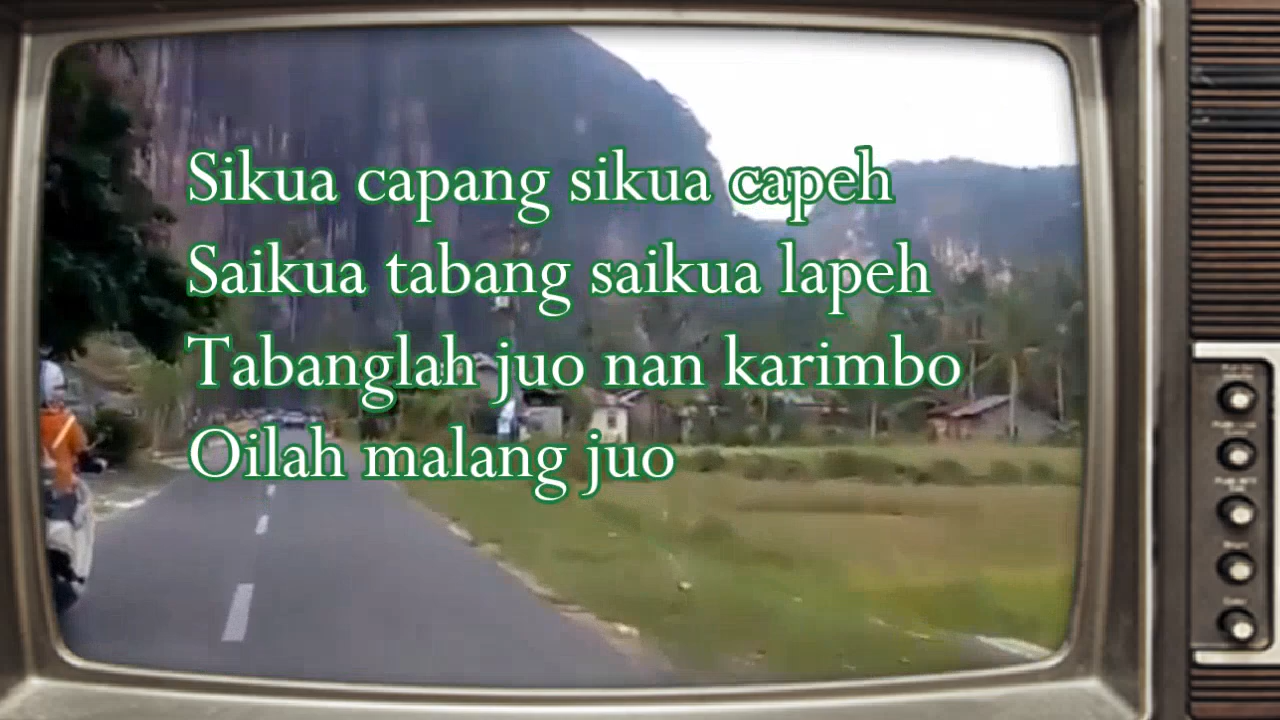 Sikua capang sikua capeh
Saikua tabang saikua lapeh
Tabanglah juo nan karimbo
Oilah malang juo